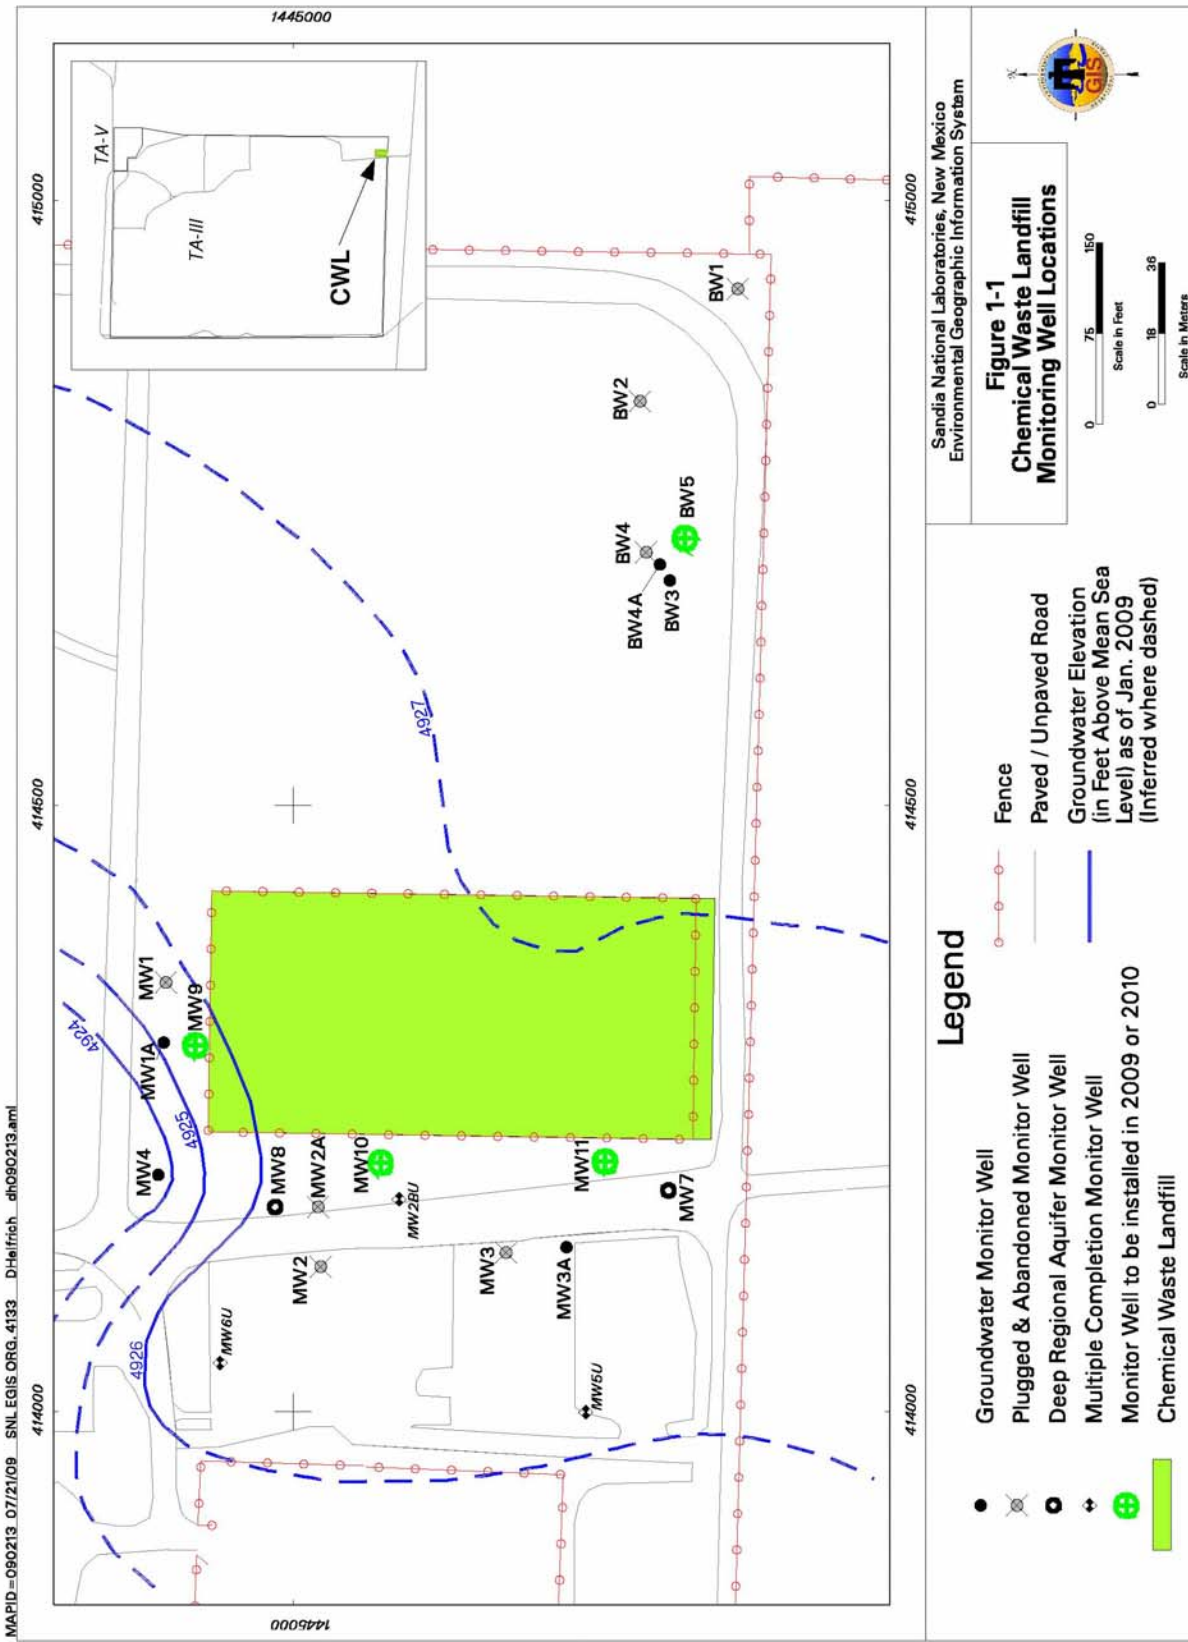 MAPID=090213 07/21/09 SNL EGIS ORG. 4133 DHelfrich dh090213.aml
414000
414500
415000
1445000
1445000
414000
414500
415000
TA-V
TA-III
CWL
4924
4925
4926
4927
MW4
MW1A
MW1
MW9
MW8
MW2A
MW10
MW2BU
MW2
MW6U
MW3
MW3A
MW5U
MW11
MW7
BW4
BW4A
BW3
BW5
BW2
BW1
Legend
Groundwater Monitor Well
Plugged & Abandoned Monitor Well
Deep Regional Aquifer Monitor Well
Multiple Completion Monitor Well
Monitor Well to be installed in 2009 or 2010
Chemical Waste Landfill
Fence
Paved / Unpaved Road
Groundwater Elevation
(in Feet Above Mean Sea
Level) as of Jan. 2009
(Inferred where dashed)
Sandia National Laboratories, New Mexico
Environmental Geographic Information System
Figure 1-1
Chemical Waste Landfill
Monitoring Well Locations
0 75 150
Scale in Feet
0 18 36
Scale in Meters
GIS